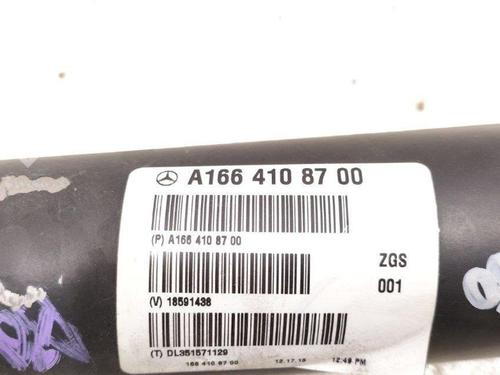 A166 410 87 00
(P) A166 410 87 00
ZGS
001
(V) 18591438
(T) DL351571129
166 410 87 00 12.17.15 12:49 PM